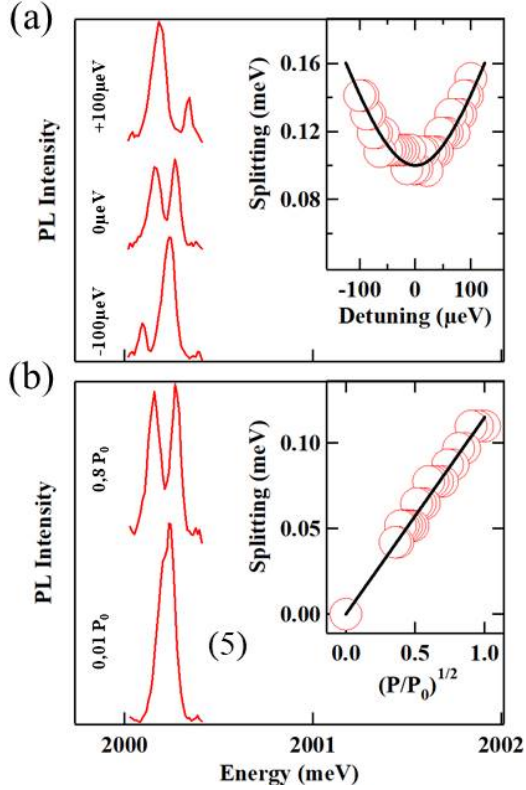 (a)
PL Intensity
+100µeV
0µeV
-100µeV
Splitting (meV)
0.16
0.12
0.08
-100 0 100
Detuning (µeV)
(b)
PL Intensity
0,8 P0
0,01 P0
(5)
Splitting (meV)
0.10
0.05
0.00
0.0 0.5 1.0
(P/P0)1/2
2000 2001 2002
Energy (meV)